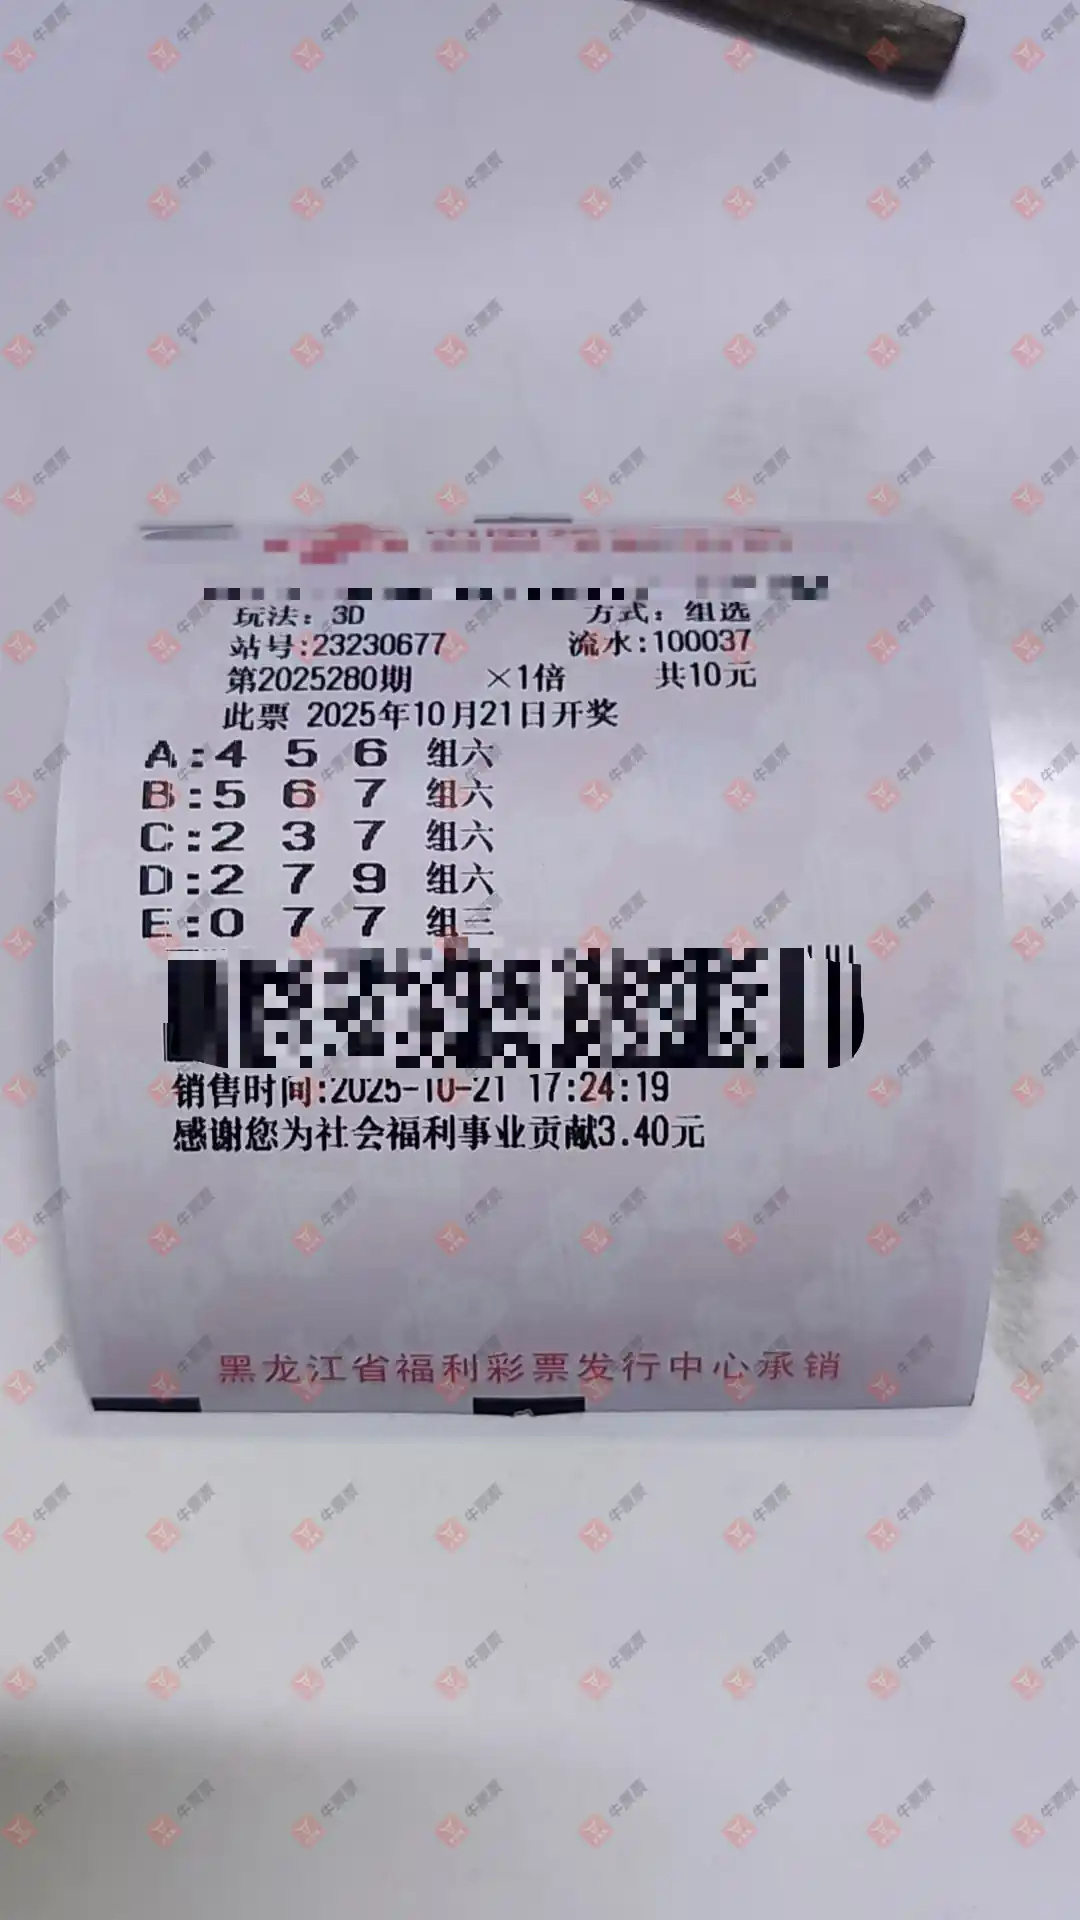 玩法：3D 方式：组选
站号:23230677 流水:100037
第2025280期 ×1倍 共10元
此票 2025年10月21日开奖
A:4 5 6 组六
B:5 6 7 组六
C:2 3 7 组六
D:2 7 9 组六
E:0 7 7 组三
销售时间:2025-10-21 17:24:19
感谢您为社会福利事业贡献3.40元
黑龙江省福利彩票发行中心承销
牛票票